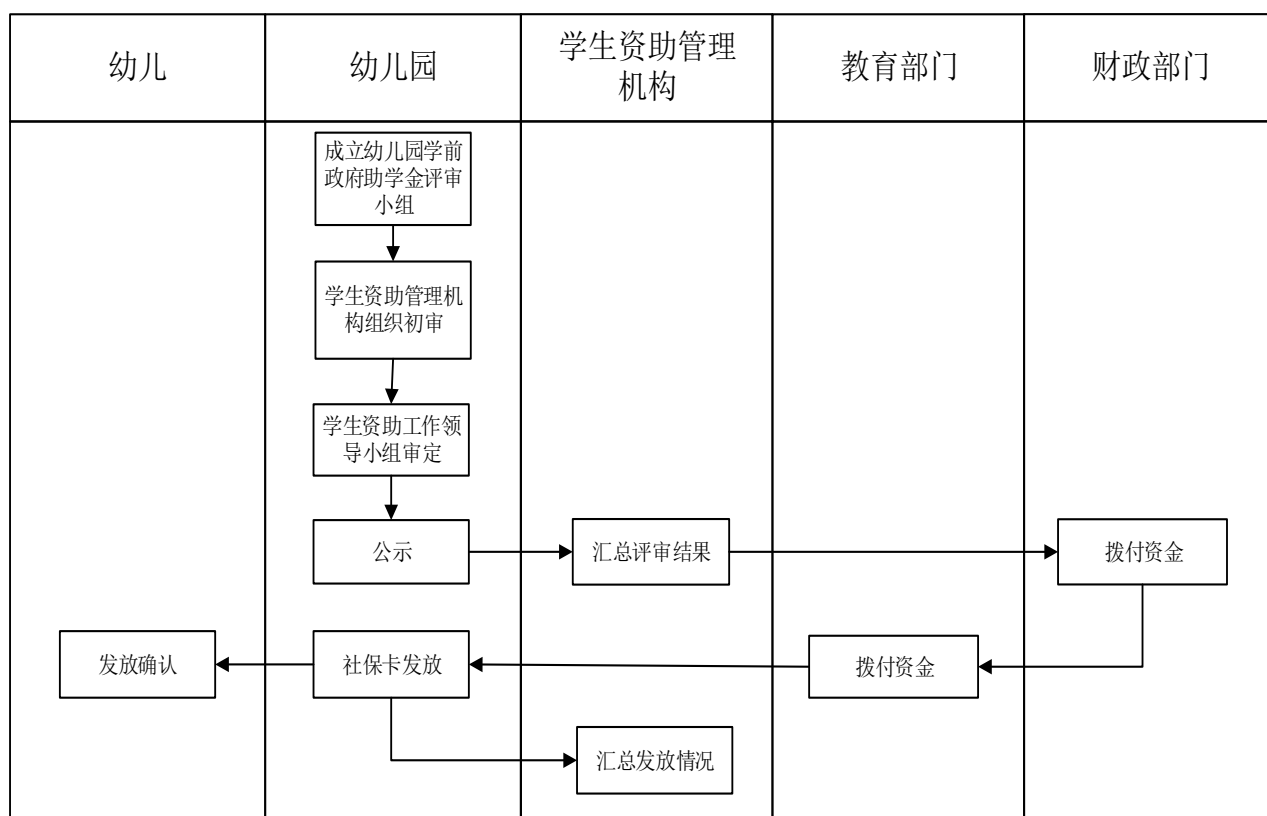 幼儿
幼儿园
学生资助管理
机构
教育部门
财政部门
成立幼儿园学前
政府助学金评审
小组
学生资助管理机
构组织初审
学生资助工作领
导小组审定
公示
汇总评审结果
拨付资金
发放确认
社保卡发放
拨付资金
汇总发放情况